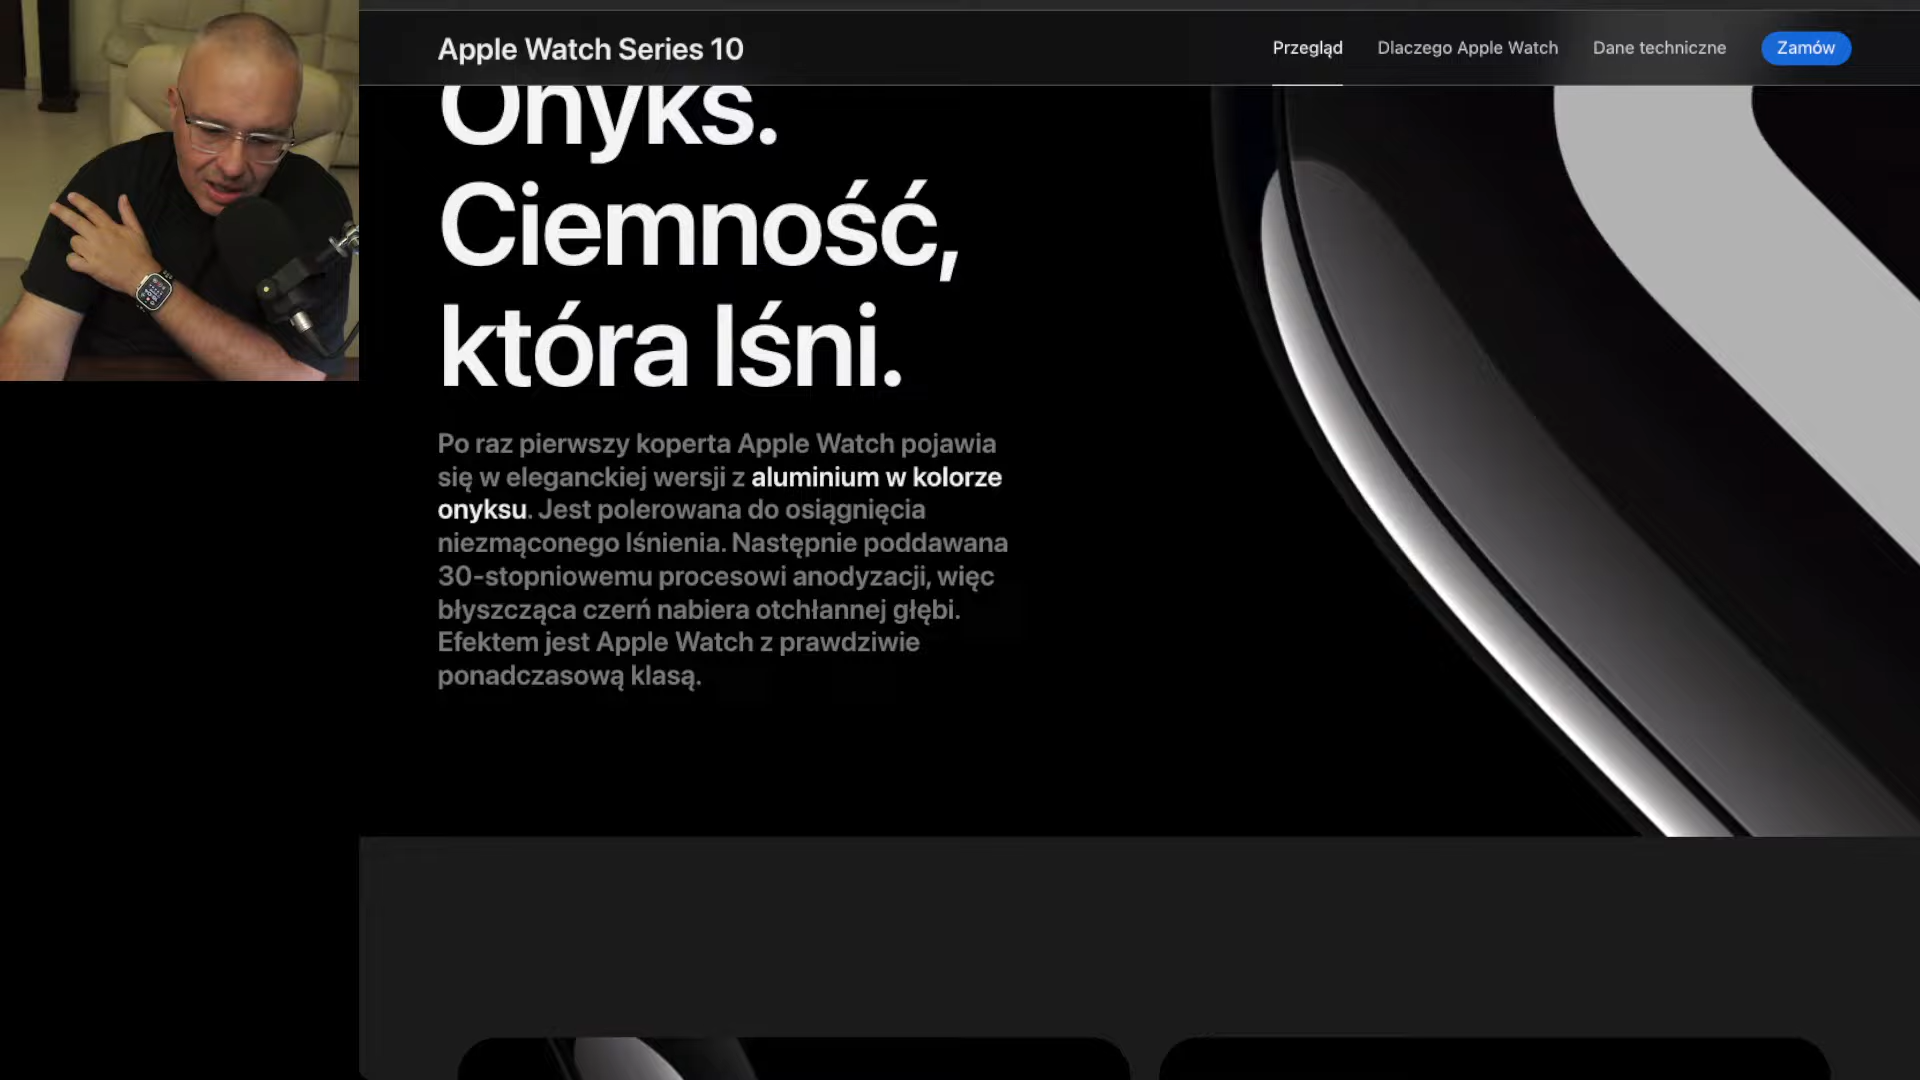 Apple Watch Series 10
Przegląd
Dlaczego Apple Watch
Dane techniczne
Zamów
Onyks.
Ciemność,
która lśni.
Po raz pierwszy koperta Apple Watch pojawia
się w eleganckiej wersji z aluminium w kolorze
onyksu. Jest polerowana do osiągnięcia
niezmąconego lśnienia. Następnie poddawana
30-stopniowemu procesowi anodyzacji, więc
błyszcząca czerń nabiera otchłannej głębi.
Efektem jest Apple Watch z prawdziwie
ponadczasową klasą.